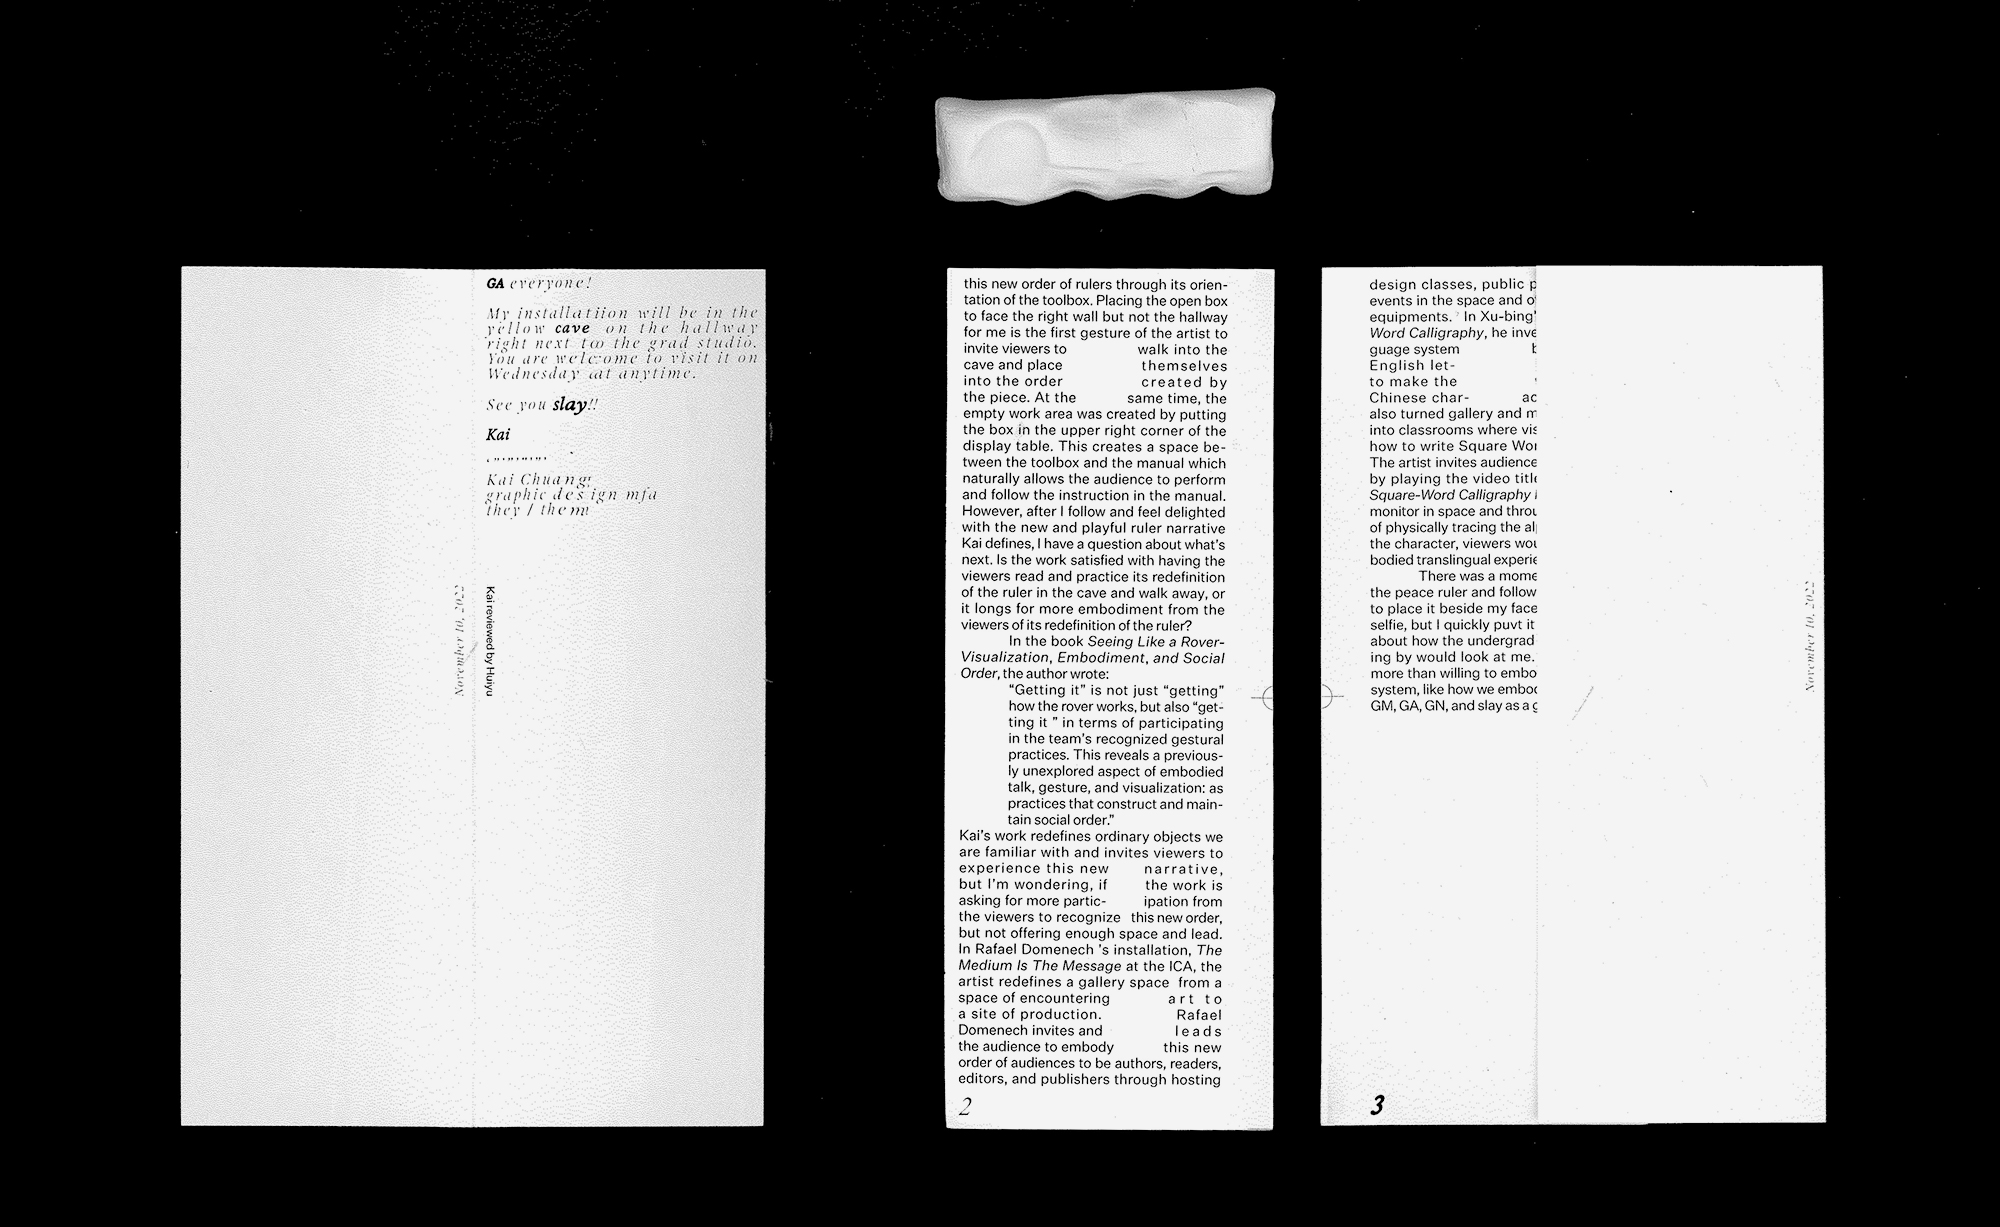 GA everyone!
My installatiion will be in the
yellow cave on the hallway
right next too the grad studio.
You are welcome to visit it on
Wednesday at anytime.
See you slay!!
Kai
Kai Chuang
graphic design mfa
they / them
November 10, 2022
Kai reviewed by Huiyu
this new order of rulers through its orien-
tation of the toolbox. Placing the open box
to face the right wall but not the hallway
for me is the first gesture of the artist to
invite viewers to walk into the
cave and place themselves
into the order created by
the piece. At the same time, the
empty work area was created by putting
the box in the upper right corner of the
display table. This creates a space be-
tween the toolbox and the manual which
naturally allows the audience to perform
and follow the instruction in the manual.
However, after I follow and feel delighted
with the new and playful ruler narrative
Kai defines, I have a question about what's
next. Is the work satisfied with having the
viewers read and practice its redefinition
of the ruler in the cave and walk away, or
it longs for more embodiment from the
viewers of its redefinition of the ruler?
In the book Seeing Like a Rover-
Visualization, Embodiment, and Social
Order, the author wrote:
“Getting it” is not just “getting”
how the rover works, but also “get-
ting it ” in terms of participating
in the team's recognized gestural
practices. This reveals a previous-
ly unexplored aspect of embodied
talk, gesture, and visualization: as
practices that construct and main-
tain social order.”
Kai's work redefines ordinary objects we
are familiar with and invites viewers to
experience this new narrative,
but I'm wondering, if the work is
asking for more partic- ipation from
the viewers to recognize this new order,
but not offering enough space and lead.
In Rafael Domenech 's installation, The
Medium Is The Message at the ICA, the
artist redefines a gallery space from a
space of encountering art to
a site of production. Rafael
Domenech invites and leads
the audience to embody this new
order of audiences to be authors, readers,
editors, and publishers through hosting
2
design classes, public p
events in the space and o
equipments. In Xu-bing'
Word Calligraphy, he inve
guage system b
English let-
to make the
Chinese char- ac
also turned gallery and m
into classrooms where vis
how to write Square Wor
The artist invites audience
by playing the video title
Square-Word Calligraphy
monitor in space and throu
of physically tracing the al
the character, viewers wou
bodied translingual experie
There was a mome
the peace ruler and follow
to place it beside my face
selfie, but I quickly puvt it
about how the undergrad
ing by would look at me.
more than willing to embo
system, like how we embod
GM, GA, GN, and slay as a g
3
November 10, 2022